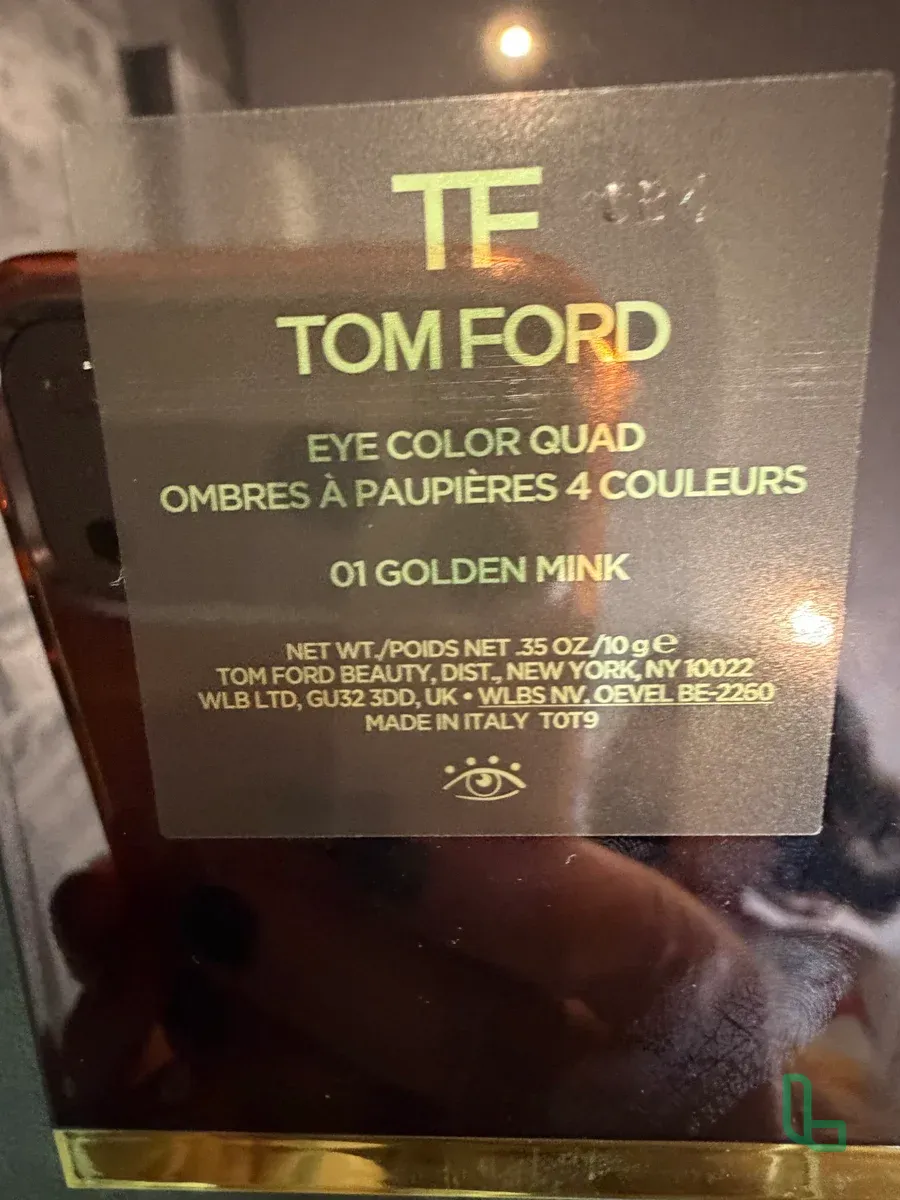 TF
TOM FORD
EYE COLOR QUAD
OMBRES À PAUPIÈRES 4 COULEURS
01 GOLDEN MINK
NET WT./POIDS NET .35 OZ./10 g e
TOM FORD BEAUTY, DIST., NEW YORK, NY 10022
WLB LTD, GU32 3DD, UK • WLBS NV, OEVEL BE-2260
MADE IN ITALY T0T9